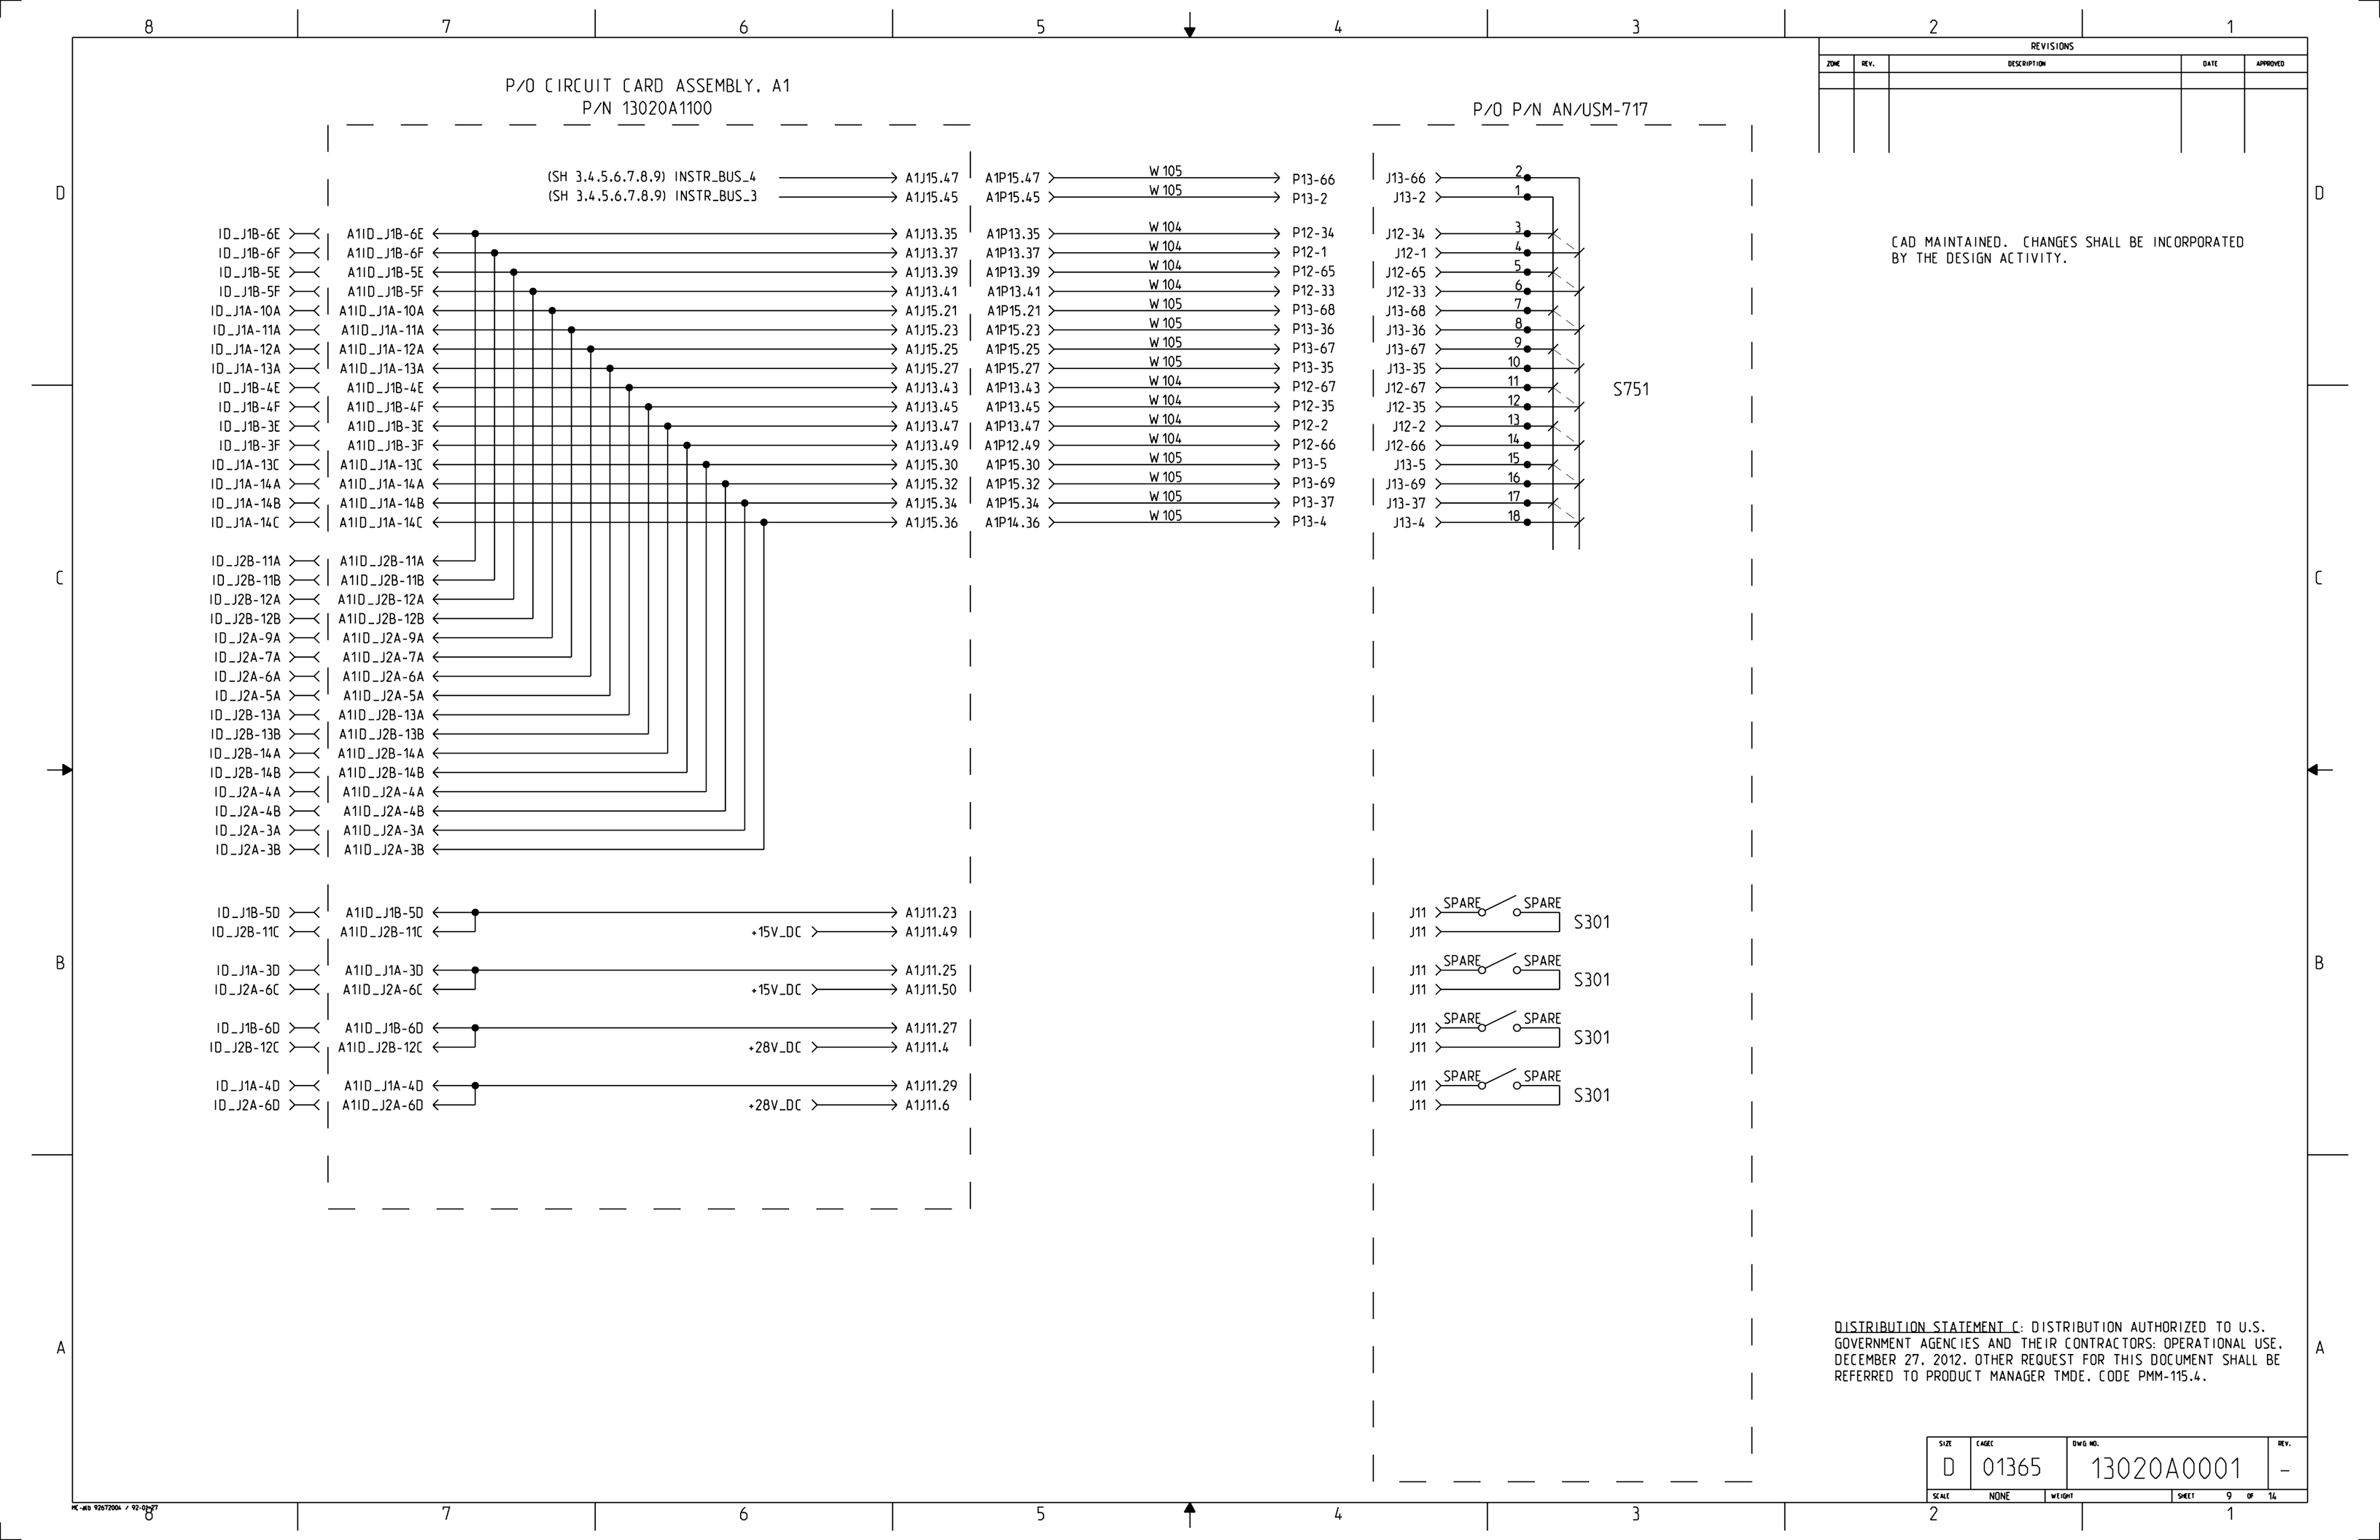 8 7 6 5 4 3 2 1
REVISIONS
ZONE REV. DESCRIPTION DATE APPROVED
P/O CIRCUIT CARD ASSEMBLY, A1
P/N 13020A1100
P/O P/N AN/USM-717
D D
(SH 3,4,5,6,7,8,9) INSTR_BUS_4 A1J15.47 A1P15.47 W105 P13-66 J13-66 2
(SH 3,4,5,6,7,8,9) INSTR_BUS_3 A1J15.45 A1P15.45 W105 P13-2 J13-2 1
ID_J1B-6E A1ID_J1B-6E A1J13.35 A1P13.35 W104 P12-34 J12-34 3
ID_J1B-6F A1ID_J1B-6F A1J13.37 A1P13.37 W104 P12-1 J12-1 4
ID_J1B-5E A1ID_J1B-5E A1J13.39 A1P13.39 W104 P12-65 J12-65 5
ID_J1B-5F A1ID_J1B-5F A1J13.41 A1P13.41 W104 P12-33 J12-33 6
ID_J1A-10A A1ID_J1A-10A A1J15.21 A1P15.21 W105 P13-68 J13-68 7
ID_J1A-11A A1ID_J1A-11A A1J15.23 A1P15.23 W105 P13-36 J13-36 8
ID_J1A-12A A1ID_J1A-12A A1J15.25 A1P15.25 W105 P13-67 J13-67 9
ID_J1A-13A A1ID_J1A-13A A1J15.27 A1P15.27 W105 P13-35 J13-35 10
ID_J1B-4E A1ID_J1B-4E A1J13.43 A1P13.43 W104 P12-67 J12-67 11
S751
ID_J1B-4F A1ID_J1B-4F A1J13.45 A1P13.45 W104 P12-35 J12-35 12
ID_J1B-3E A1ID_J1B-3E A1J13.47 A1P13.47 W104 P12-2 J12-2 13
ID_J1B-3F A1ID_J1B-3F A1J13.49 A1P12.49 W104 P12-66 J12-66 14
ID_J1A-13C A1ID_J1A-13C A1J15.30 A1P15.30 W105 P13-5 J13-5 15
ID_J1A-14A A1ID_J1A-14A A1J15.32 A1P15.32 W105 P13-69 J13-69 16
ID_J1A-14B A1ID_J1A-14B A1J15.34 A1P15.34 W105 P13-37 J13-37 17
ID_J1A-14C A1ID_J1A-14C A1J15.36 A1P14.36 W105 P13-4 J13-4 18
CAD MAINTAINED. CHANGES SHALL BE INCORPORATED
BY THE DESIGN ACTIVITY.
ID_J2B-11A A1ID_J2B-11A
C C
ID_J2B-11B A1ID_J2B-11B
ID_J2B-12A A1ID_J2B-12A
ID_J2B-12B A1ID_J2B-12B
ID_J2A-9A A1ID_J2A-9A
ID_J2A-7A A1ID_J2A-7A
ID_J2A-6A A1ID_J2A-6A
ID_J2A-5A A1ID_J2A-5A
ID_J2B-13A A1ID_J2B-13A
ID_J2B-13B A1ID_J2B-13B
ID_J2B-14A A1ID_J2B-14A
ID_J2B-14B A1ID_J2B-14B
ID_J2A-4A A1ID_J2A-4A
ID_J2A-4B A1ID_J2A-4B
ID_J2A-3A A1ID_J2A-3A
ID_J2A-3B A1ID_J2A-3B
ID_J1B-5D A1ID_J1B-5D A1J11.23 J11 SPARE SPARE S301
ID_J2B-11C A1ID_J2B-11C +15V_DC A1J11.49 J11
B B
ID_J1A-3D A1ID_J1A-3D A1J11.25 J11 SPARE SPARE S301
ID_J2A-6C A1ID_J2A-6C +15V_DC A1J11.50 J11
ID_J1B-6D A1ID_J1B-6D A1J11.27 J11 SPARE SPARE S301
ID_J2B-12C A1ID_J2B-12C +28V_DC A1J11.4 J11
ID_J1A-4D A1ID_J1A-4D A1J11.29 J11 SPARE SPARE S301
ID_J2A-6D A1ID_J2A-6D +28V_DC A1J11.6 J11
A A
DISTRIBUTION STATEMENT C: DISTRIBUTION AUTHORIZED TO U.S.
GOVERNMENT AGENCIES AND THEIR CONTRACTORS: OPERATIONAL USE,
DECEMBER 27, 2012. OTHER REQUEST FOR THIS DOCUMENT SHALL BE
REFERRED TO PRODUCT MANAGER TMDE, CODE PMM-115.4.
SIZE CAGEC DWG NO. REV.
D 01365 13020A0001 -
SCALE NONE WEIGHT SHEET 9 OF 14
8 7 6 5 4 3 2 1